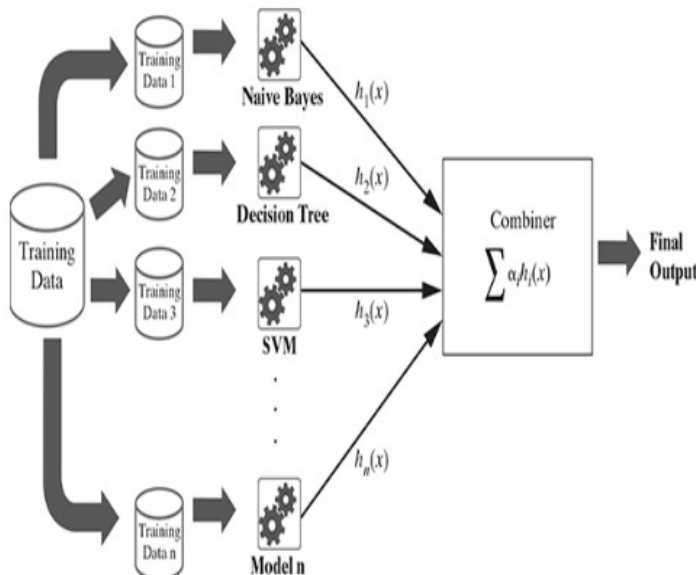 Training
Data 1
Naive Bayes
h₁(x)
Training
Data 2
Decision Tree
h₂(x)
Training
Data
Training
Data 3
SVM
h₃(x)
.
.
.
Training
Data n
Model n
hₙ(x)
Combiner
∑ αᵢhᵢ(x)
Final
Output